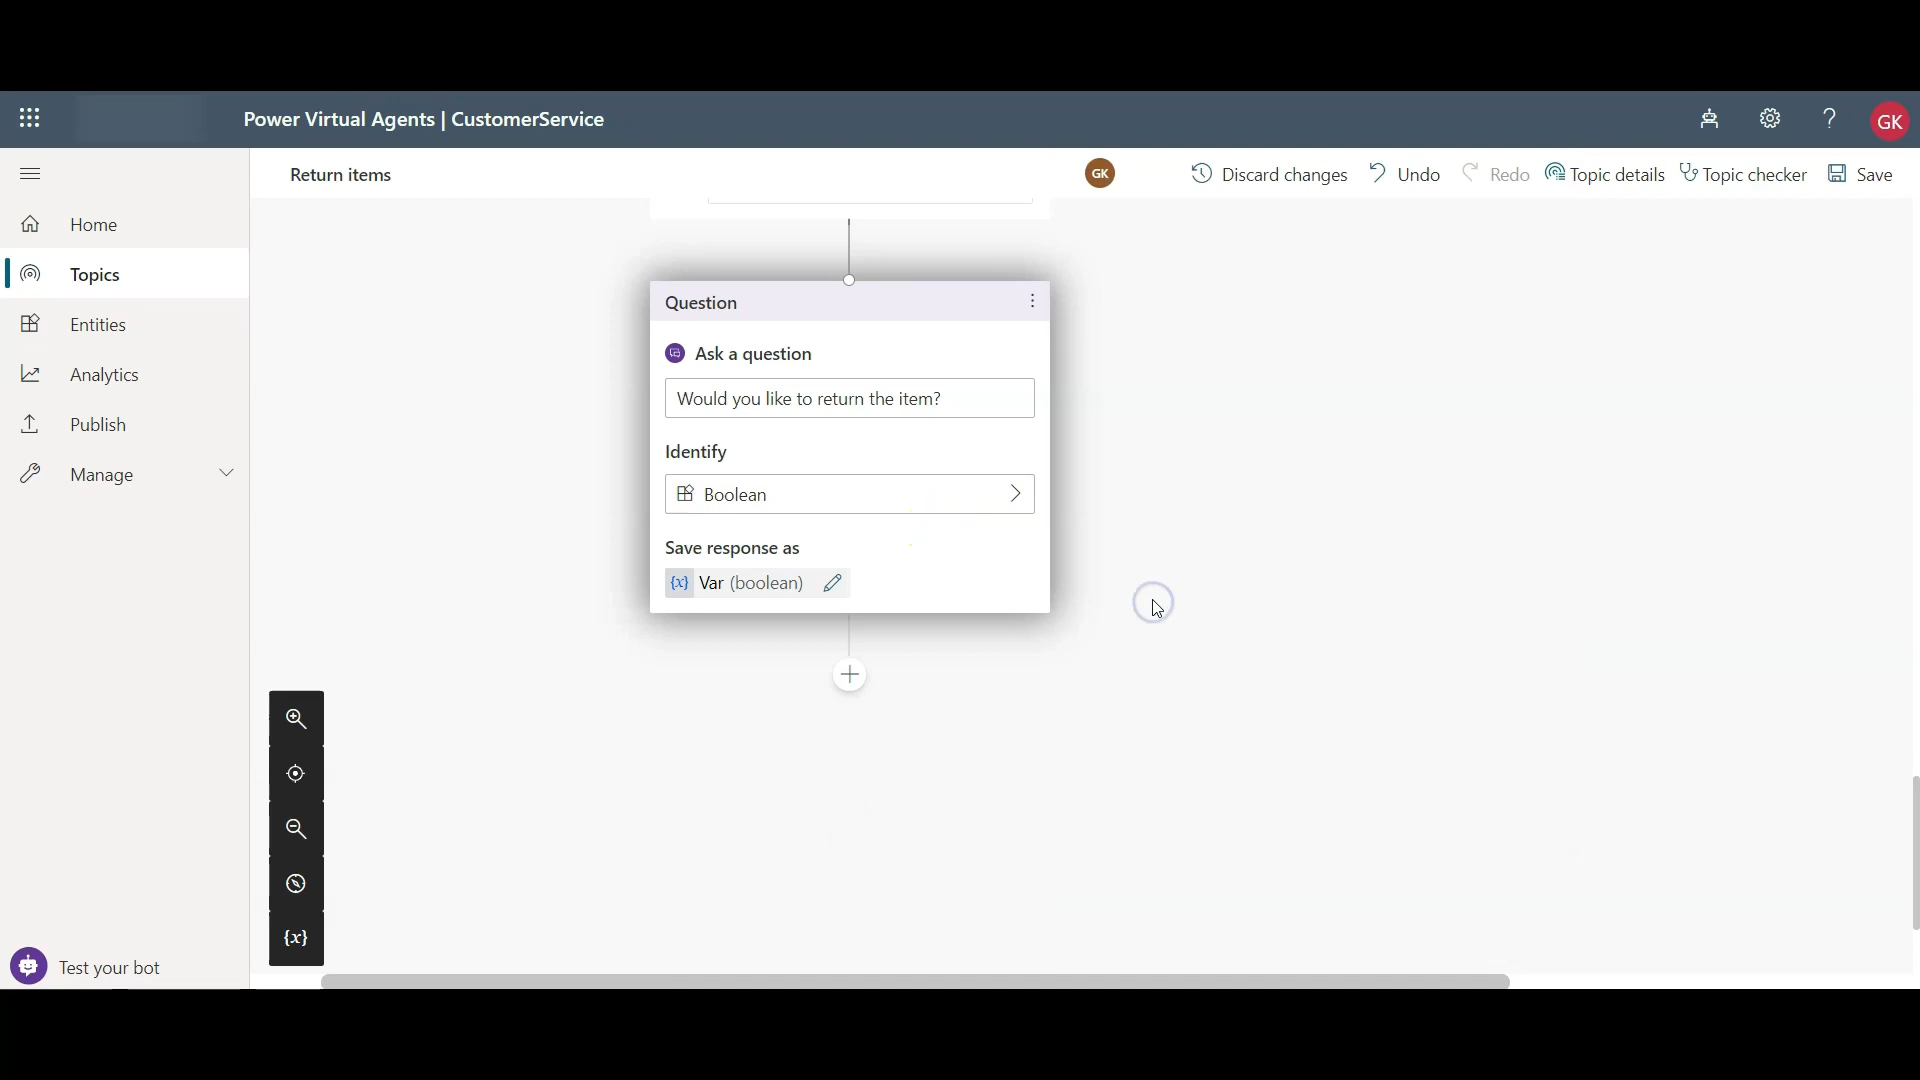 Power Virtual Agents | CustomerService
GK
Return items
GK
Discard changes
Undo
Redo
Topic details
Topic checker
Save
Home
Topics
Entities
Analytics
Publish
Manage
Question
Ask a question
Would you like to return the item?
Identify
Boolean
Save response as
{x} Var (boolean)
{x}
Test your bot